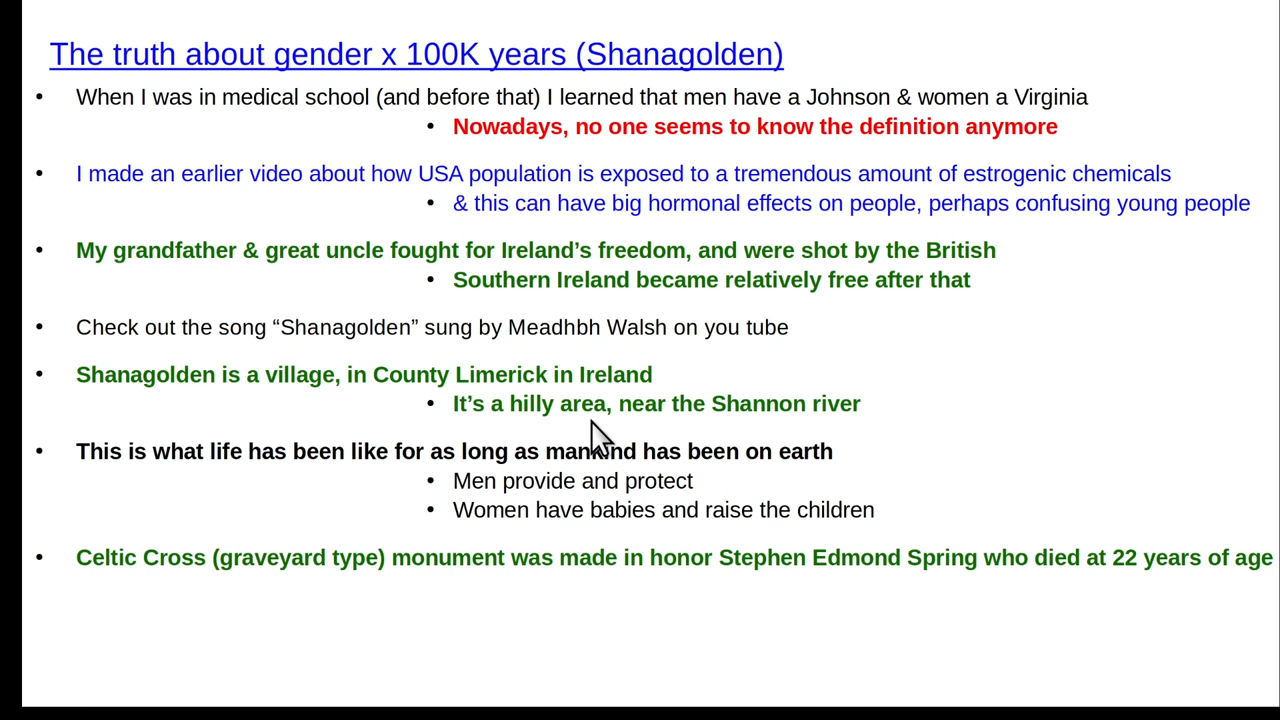 The truth about gender x 100K years (Shanagolden)
• When I was in medical school (and before that) I learned that men have a Johnson & women a Virginia
• Nowadays, no one seems to know the definition anymore
• I made an earlier video about how USA population is exposed to a tremendous amount of estrogenic chemicals
• & this can have big hormonal effects on people, perhaps confusing young people
• My grandfather & great uncle fought for Ireland’s freedom, and were shot by the British
• Southern Ireland became relatively free after that
• Check out the song “Shanagolden” sung by Meadhbh Walsh on you tube
• Shanagolden is a village, in County Limerick in Ireland
• It’s a hilly area, near the Shannon river
• This is what life has been like for as long as mankind has been on earth
• Men provide and protect
• Women have babies and raise the children
• Celtic Cross (graveyard type) monument was made in honor Stephen Edmond Spring who died at 22 years of age